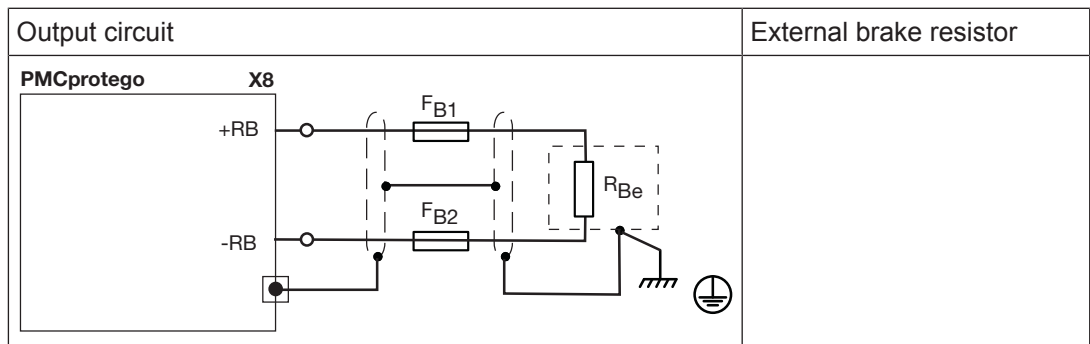 Output circuit
External brake resistor
PMCprotego
X8
FB1
+RB
RBe
FB2
-RB